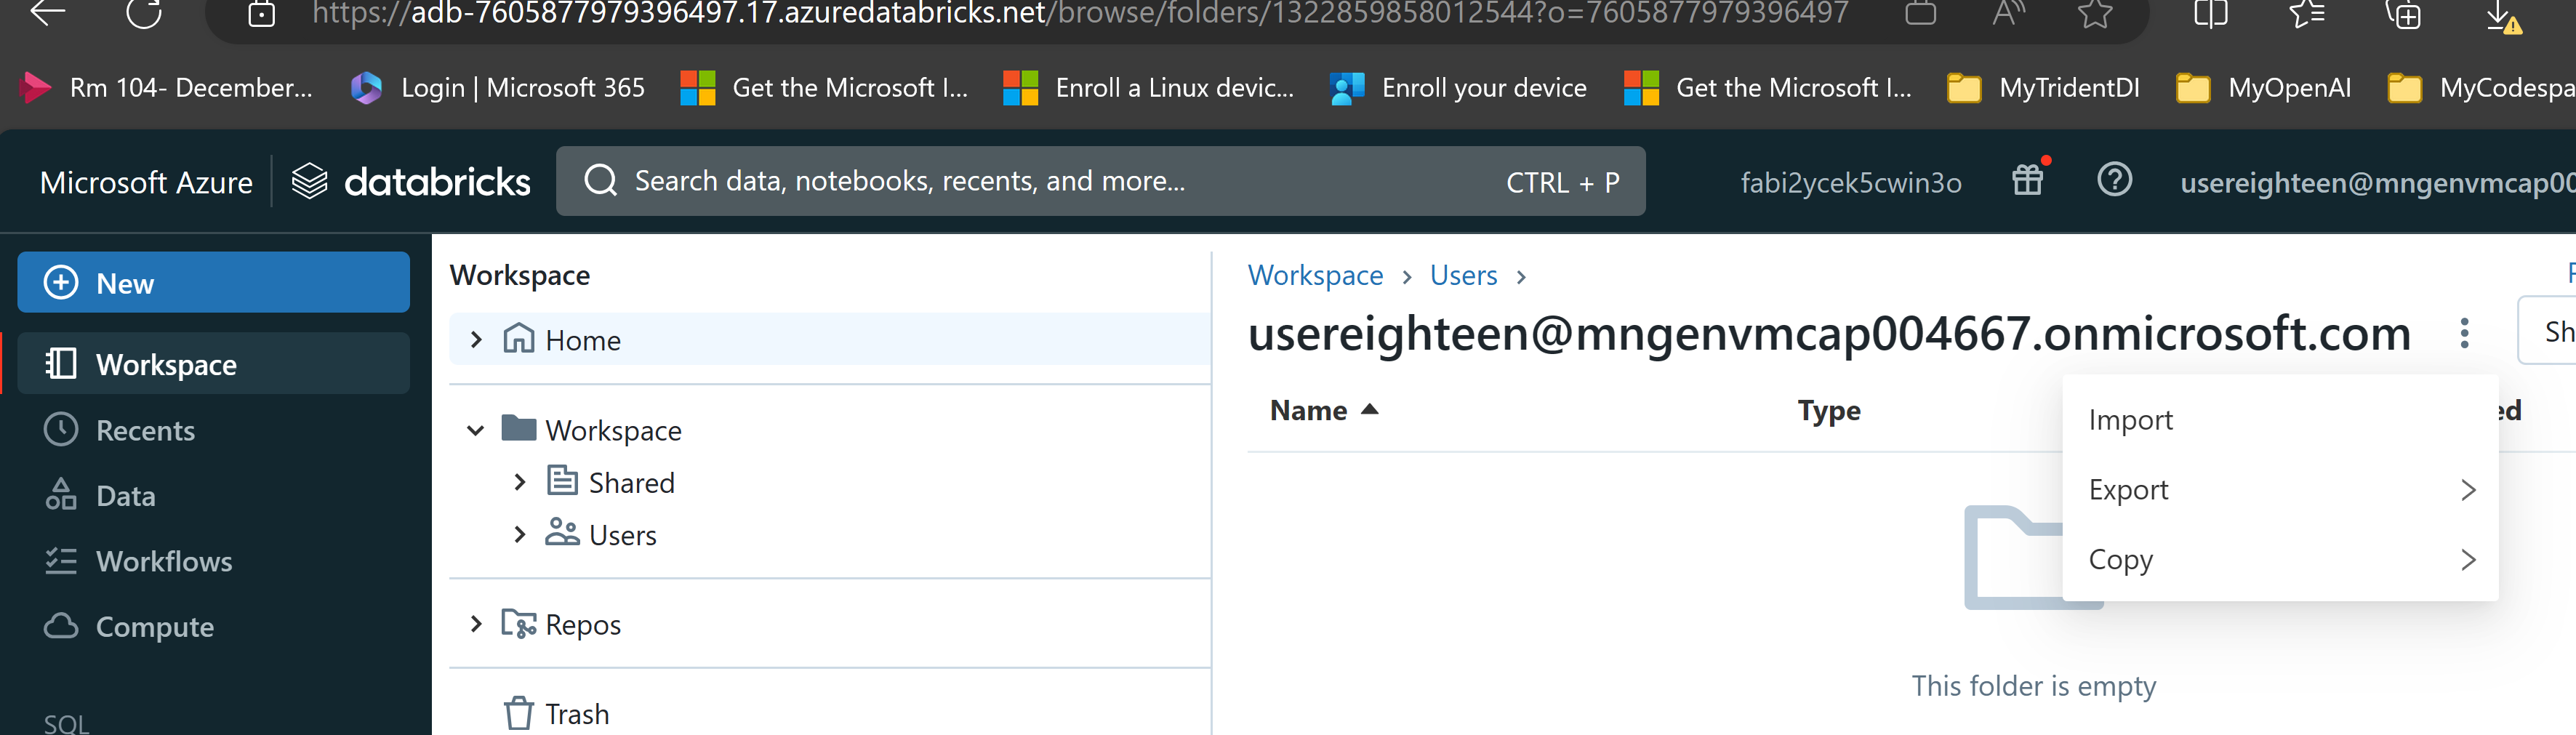 https://adb-7605877979396497.17.azuredatabricks.net/browse/folders/1322859858012544?o=7605877979396497
Rm 104- December... Login | Microsoft 365 Get the Microsoft I... Enroll a Linux devic... Enroll your device Get the Microsoft I... MyTridentDI MyOpenAI MyCodespa
Microsoft Azure databricks Search data, notebooks, recents, and more... CTRL + P fabi2ycek5cwin3o usereighteen@mngenvmcap00
New
Workspace
Recents
Data
Workflows
Compute
SQL
Workspace
Home
Workspace
Shared
Users
Repos
Trash
Workspace > Users >
usereighteen@mngenvmcap004667.onmicrosoft.com Sh
Name Type ed
Import
Export
Copy
This folder is empty